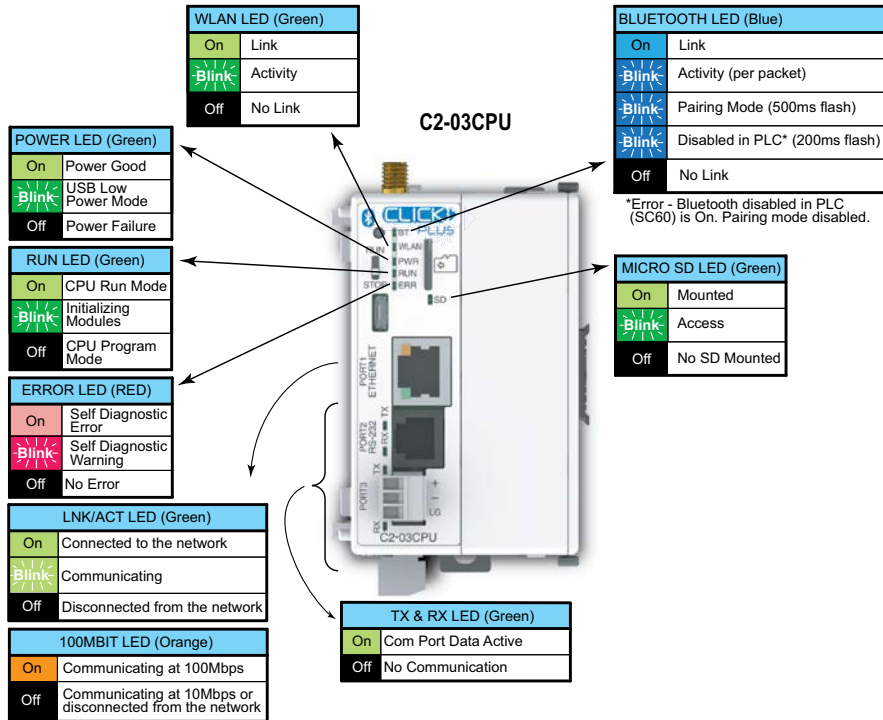 WLAN LED (Green)
On Link
Blink Activity
Off No Link
BLUETOOTH LED (Blue)
On Link
Blink Activity (per packet)
Blink Pairing Mode (500ms flash)
Blink Disabled in PLC* (200ms flash)
Off No Link
*Error - Bluetooth disabled in PLC
(SC60) is On. Pairing mode disabled.
C2-03CPU
POWER LED (Green)
On Power Good
Blink USB Low
Power Mode
Off Power Failure
RUN LED (Green)
On CPU Run Mode
Blink Initializing
Modules
Off CPU Program
Mode
ERROR LED (RED)
On Self Diagnostic
Error
Blink Self Diagnostic
Warning
Off No Error
CLICK
PLUS
BT
WLAN
PWR
RUN
ERR
RUN
STOP
SD
PORT1
ETHERNET
PORT2
RS-232
TX
RX
PORT3
TX
RX
+
−
LG
C2-03CPU
MICRO SD LED (Green)
On Mounted
Blink Access
Off No SD Mounted
LNK/ACT LED (Green)
On Connected to the network
Blink Communicating
Off Disconnected from the network
100MBIT LED (Orange)
On Communicating at 100Mbps
Off Communicating at 10Mbps or
disconnected from the network
TX & RX LED (Green)
On Com Port Data Active
Off No Communication